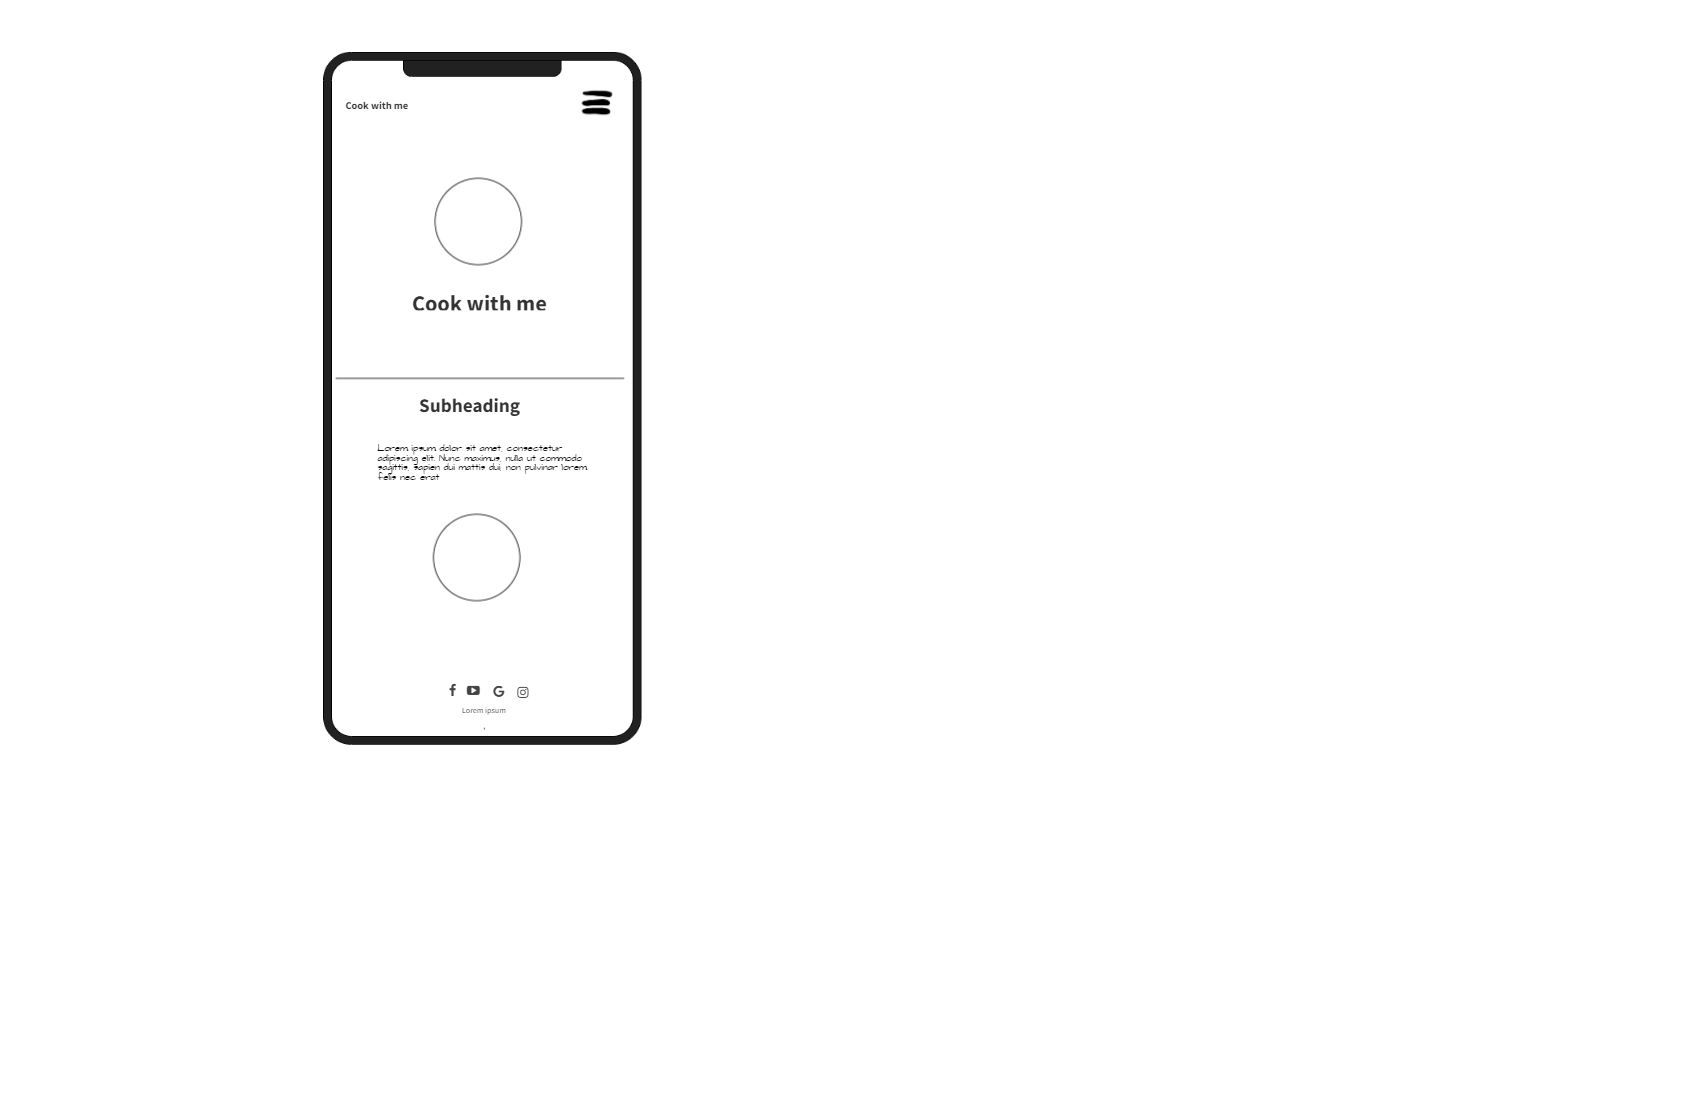 Cook with me
Cook with me
Subheading
Lorem ipsum dolor sit amet, consectetur
adipiscing elit. Nunc maximus, nulla ut commodo
sagittis, sapien dui mattis dui, non pulvinar lorem
felis nec erat
Lorem ipsum